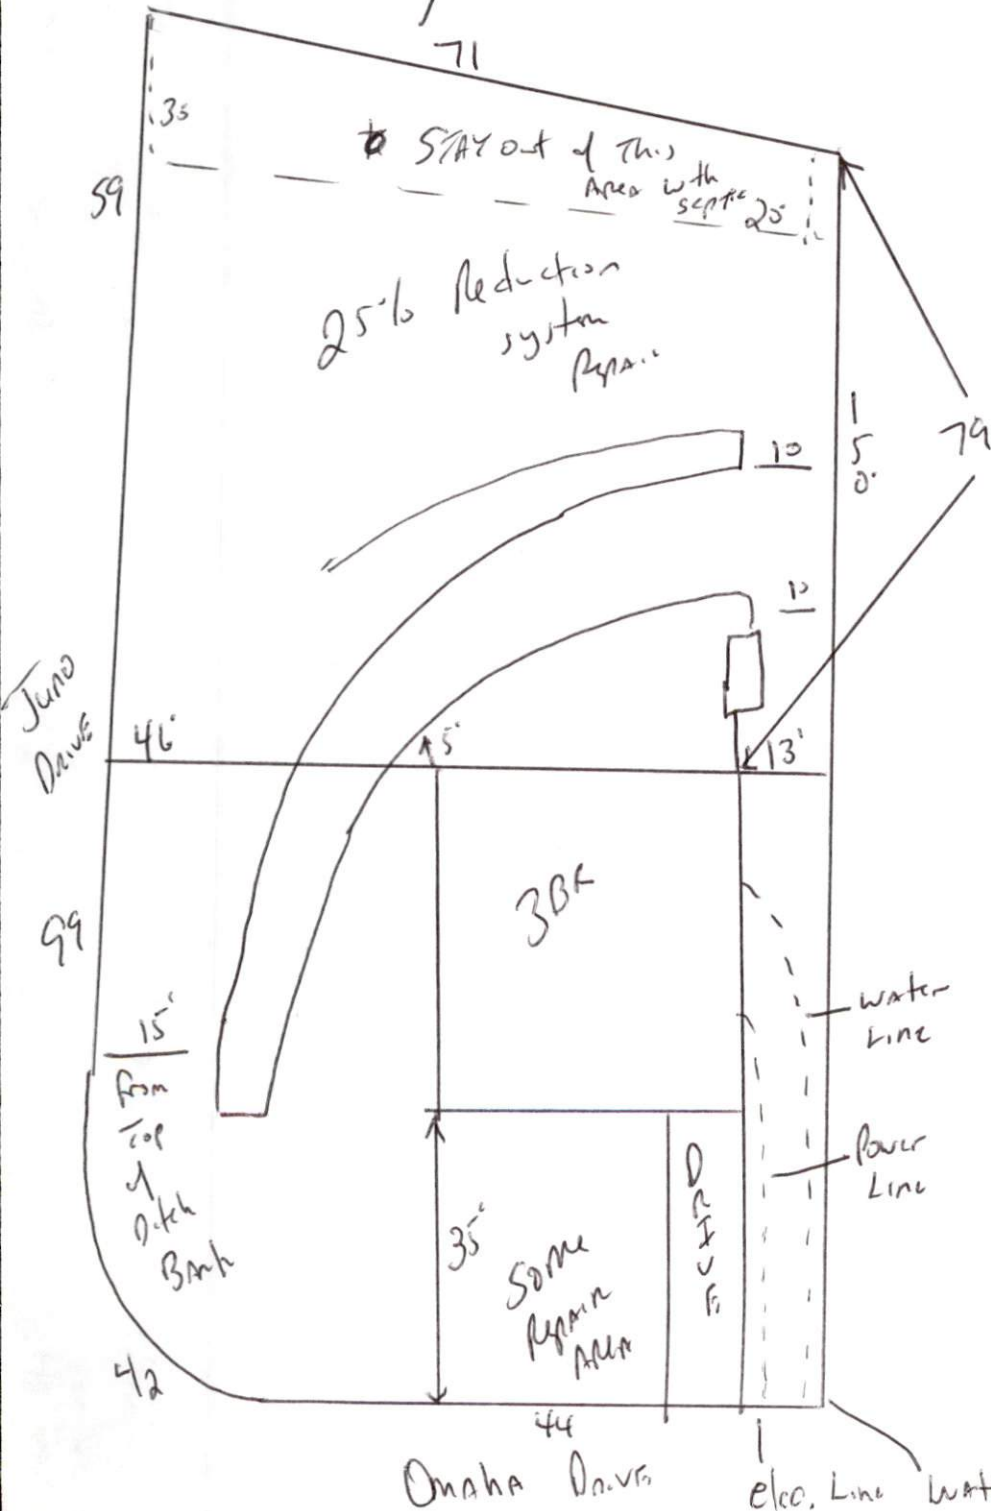 71
35
STAY out of This
Area with
septic
25
59
25% Reduction
system
Repair
10
150'
79
10
Juno
Drive
46'
5'
13'
3BR
99
15'
From
Top
of
Ditch
Bank
Water
Line
Power
Line
DRIVE
35'
Some
Repair
Area
42
44
Omaha Drive
elec. Line
Wat